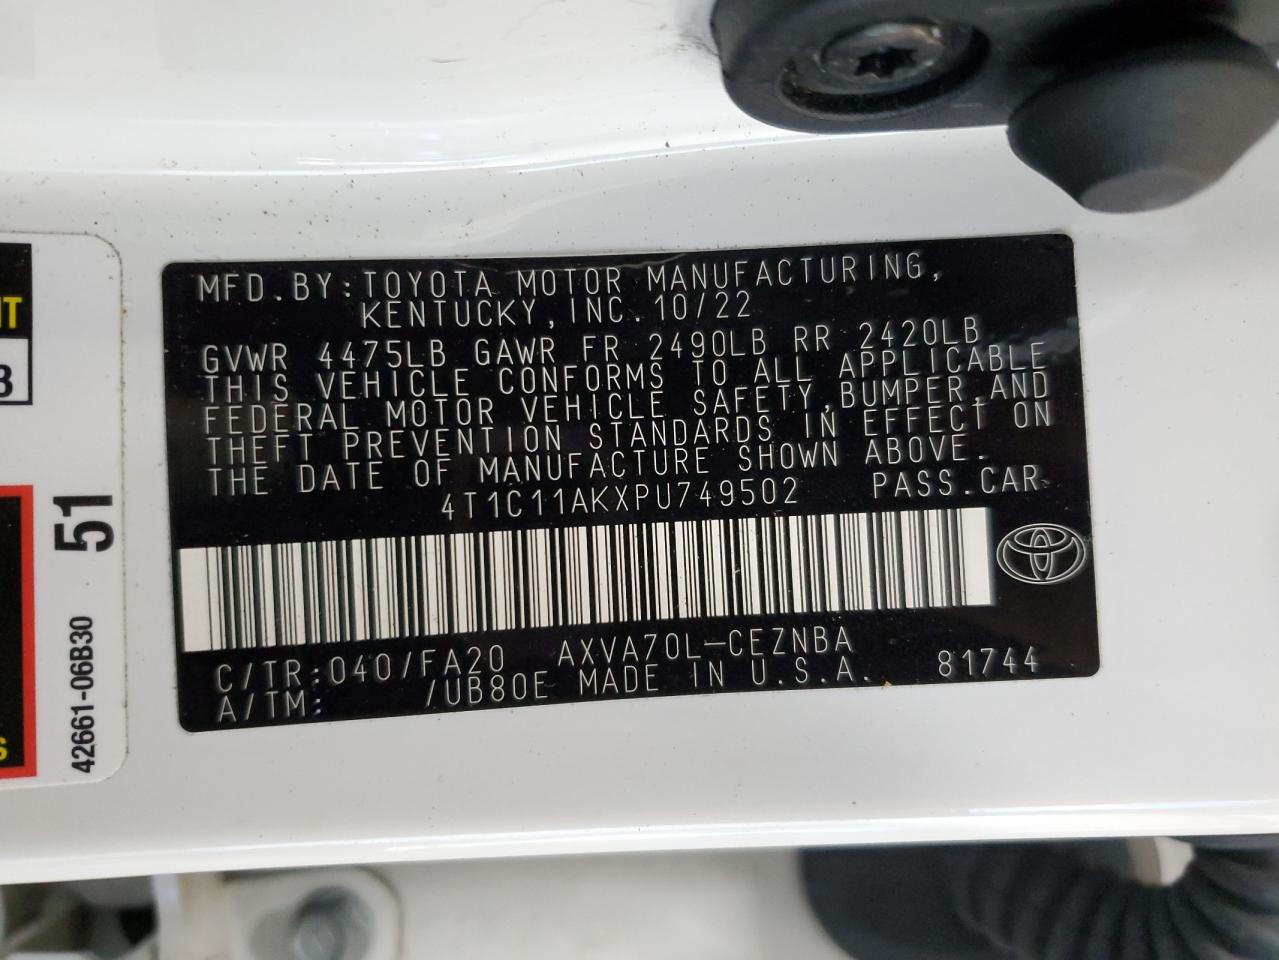 MFD.BY:TOYOTA MOTOR MANUFACTURING,
KENTUCKY,INC. 10/22
GVWR 4475LB GAWR FR 2490LB RR 2420LB
THIS VEHICLE CONFORMS TO ALL APPLICABLE
FEDERAL MOTOR VEHICLE SAFETY,BUMPER,AND
THEFT PREVENTION STANDARDS IN EFFECT ON
THE DATE OF MANUFACTURE SHOWN ABOVE.
4T1C11AKXPU749502 PASS.CAR
C/TR:040/FA20 AXVA70L-CEZNBA
A/TM: /UB80E MADE IN U.S.A. 81744
51
42661-06B30